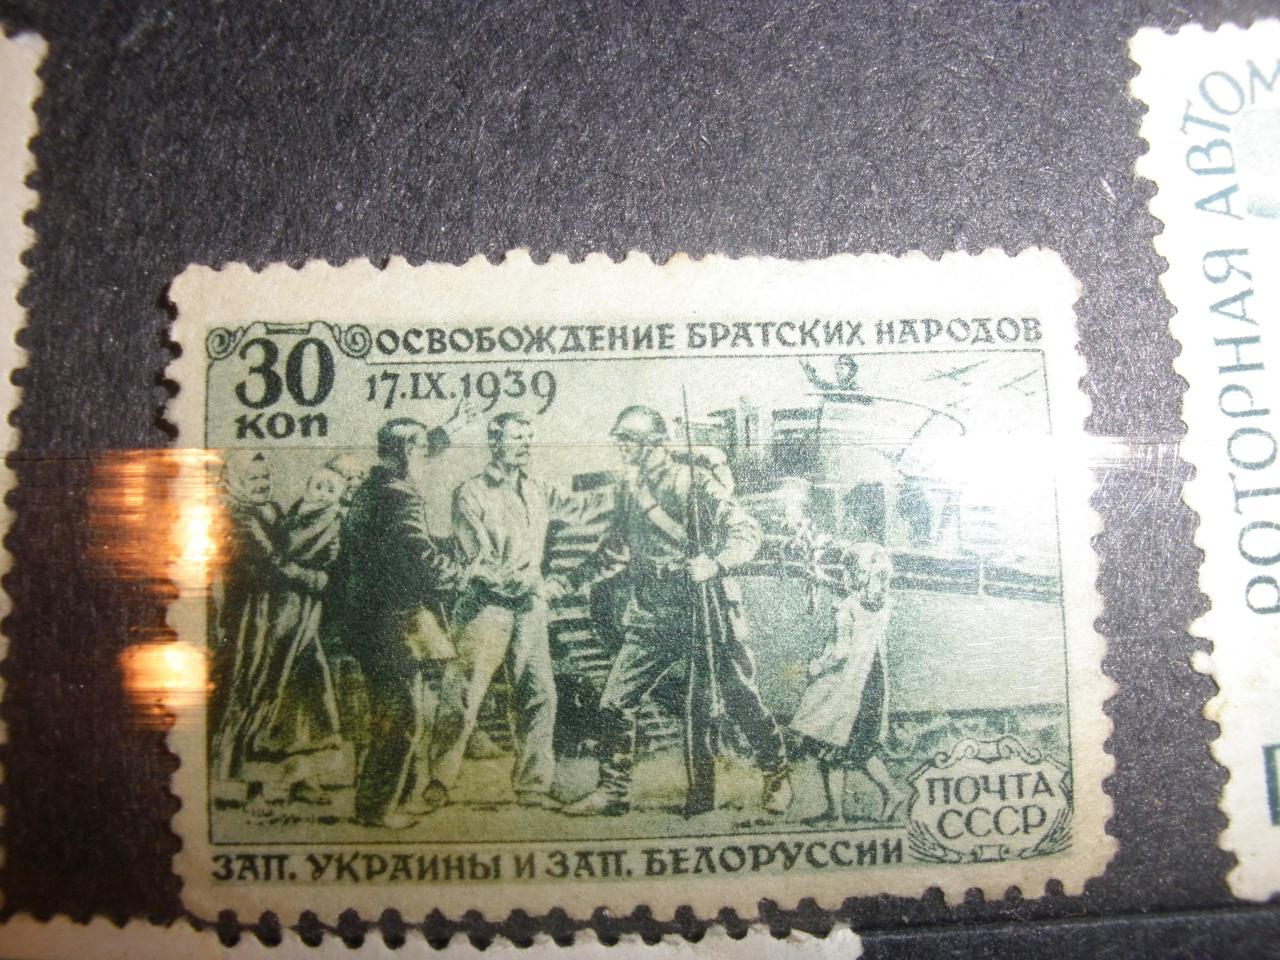 30
коп
ОСВОБОЖДЕНИЕ БРАТСКИХ НАРОДОВ
17.IX.1939
ПОЧТА
СССР
ЗАП. УКРАИНЫ И ЗАП. БЕЛОРУССИИ
РОТОРНАЯ АВТОМ